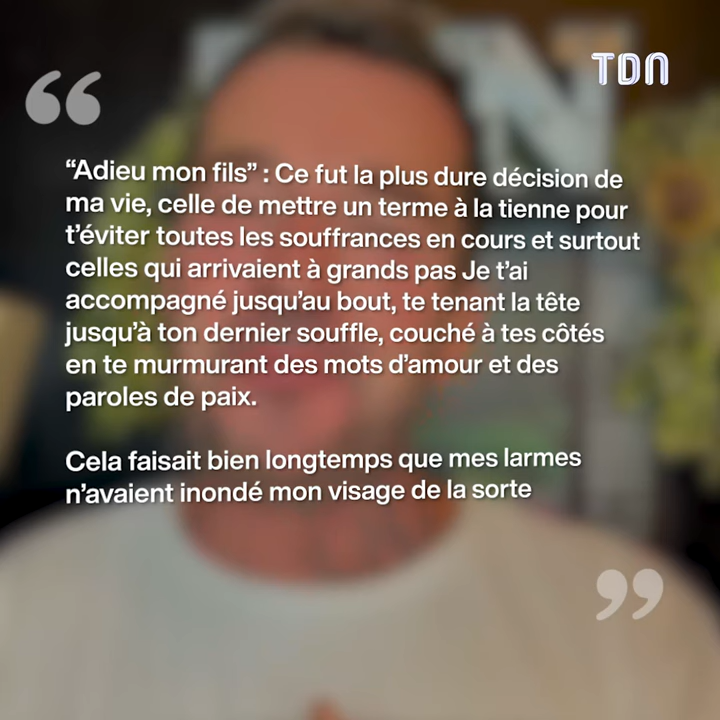 TDN
“
“Adieu mon fils” : Ce fut la plus dure décision de
ma vie, celle de mettre un terme à la tienne pour
t’éviter toutes les souffrances en cours et surtout
celles qui arrivaient à grands pas Je t’ai
accompagné jusqu’au bout, te tenant la tête
jusqu’à ton dernier souffle, couché à tes côtés
en te murmurant des mots d’amour et des
paroles de paix.
Cela faisait bien longtemps que mes larmes
n’avaient inondé mon visage de la sorte
”